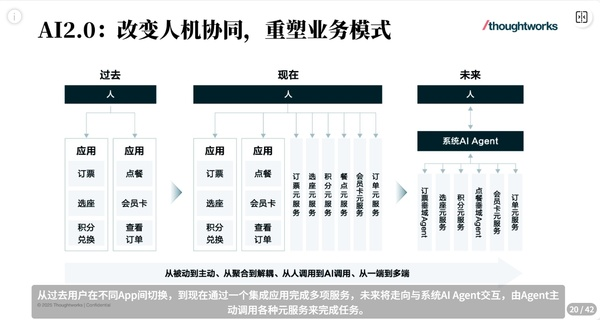 AI2.0：改变人机协同，重塑业务模式
/thoughtworks
过去
现在
未来
人
人
人
系统AI Agent
应用
订票
选座
积分兑换
应用
点餐
会员卡
查看订单
应用
订票
选座
积分兑换
应用
点餐
会员卡
查看订单
订票元服务
选座元服务
积分元服务
餐点元服务
会员卡元服务
订单元服务
订票垂域Agent
选座元服务
积分元服务
点餐垂域Agent
会员卡元服务
订单元服务
从被动到主动、从聚合到解耦、从人调用到AI调用、从一端到多端
从过去用户在不同App间切换，到现在通过一个集成应用完成多项服务，未来将走向与系统AI Agent交互，由Agent主
动调用各种元服务来完成任务。
Thoughtworks | Confidential
20 / 42